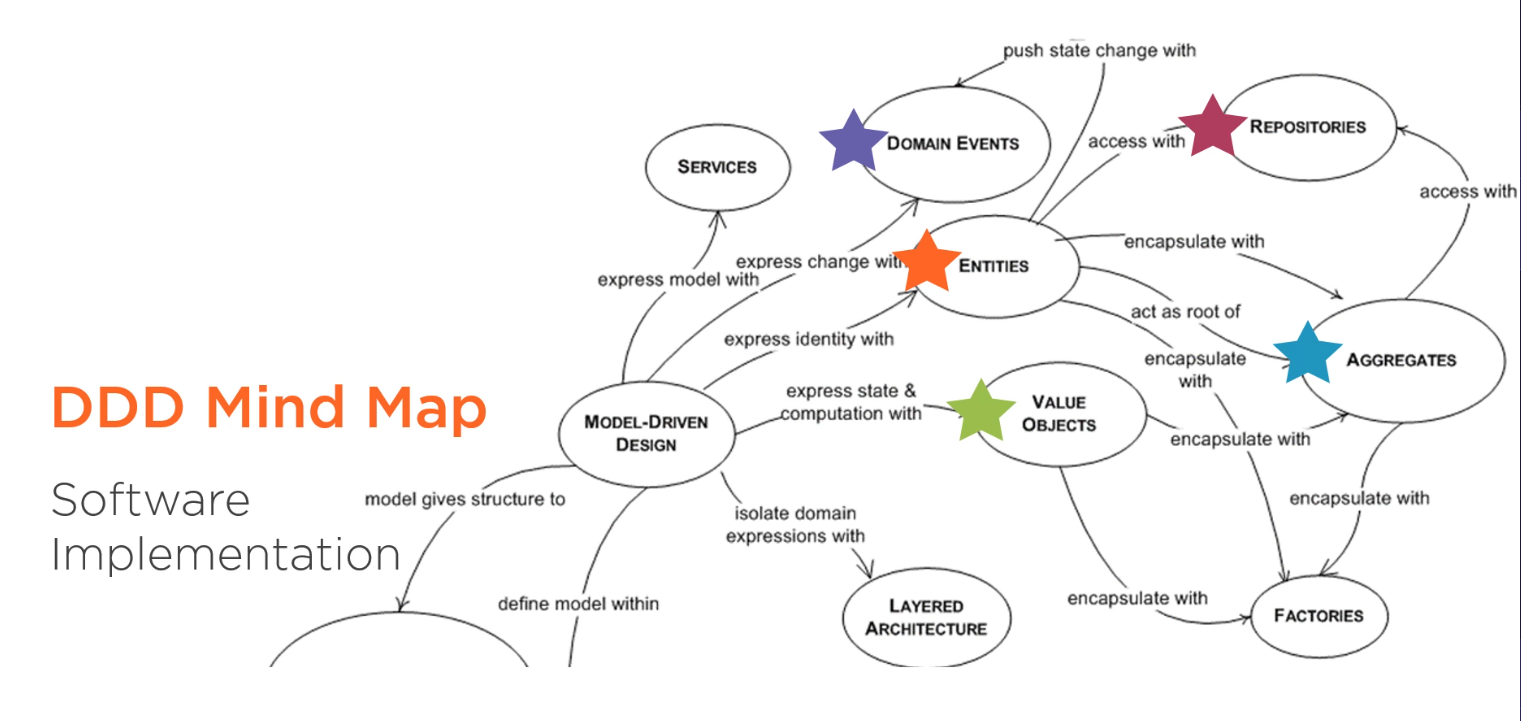 push state change with
REPOSITORIES
DOMAIN EVENTS
access with
SERVICES
access with
encapsulate with
express change with
ENTITIES
express model with
act as root of
express identity with
encapsulate
with
AGGREGATES
DDD Mind Map
express state &
computation with
VALUE
OBJECTS
MODEL-DRIVEN
DESIGN
encapsulate with
Software
Implementation
model gives structure to
encapsulate with
isolate domain
expressions with
define model within
encapsulate with
LAYERED
ARCHITECTURE
FACTORIES